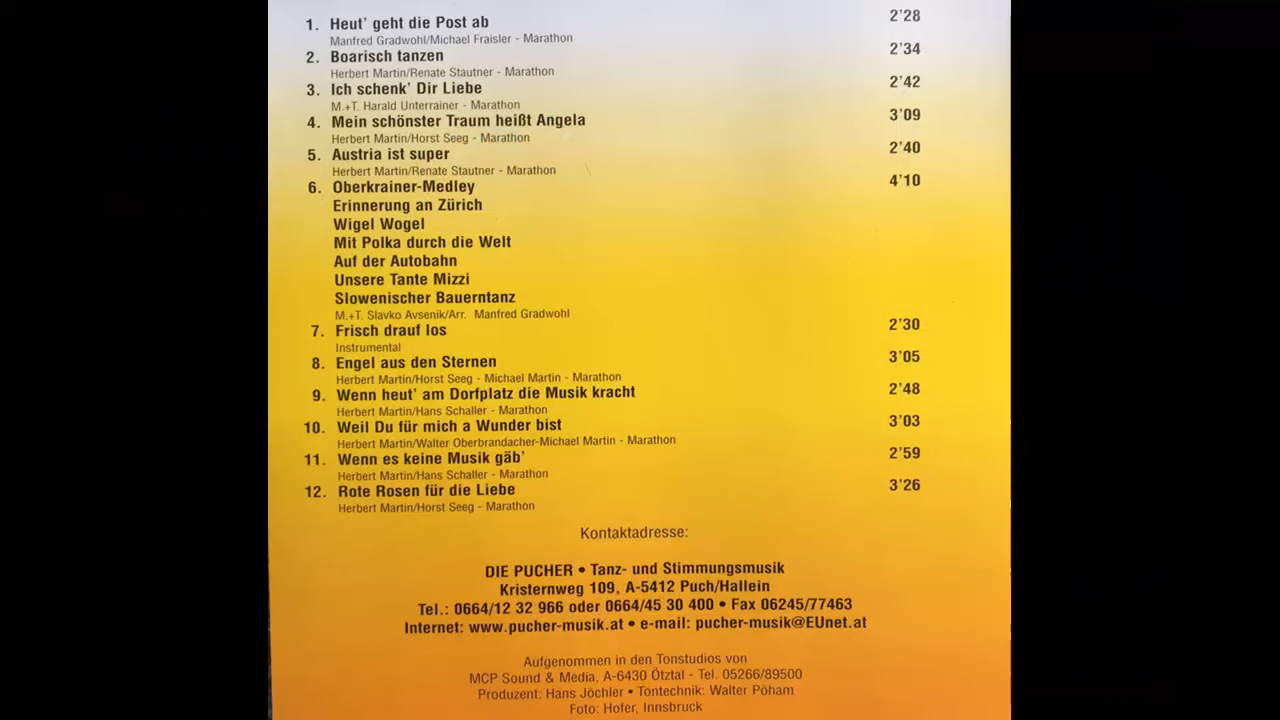 1. Heut' geht die Post ab 2'28
Manfred Gradwohl/Michael Fraisler - Marathon
2. Boarisch tanzen 2'34
Herbert Martin/Renate Stautner - Marathon
3. Ich schenk' Dir Liebe 2'42
M.+T. Harald Unterrainer - Marathon
4. Mein schönster Traum heißt Angela 3'09
Herbert Martin/Horst Seeg - Marathon
5. Austria ist super 2'40
Herbert Martin/Renate Stautner - Marathon
6. Oberkrainer-Medley 4'10
Erinnerung an Zürich
Wigel Wogel
Mit Polka durch die Welt
Auf der Autobahn
Unsere Tante Mizzi
Slowenischer Bauerntanz
M.+T. Slavko Avsenik/Arr. Manfred Gradwohl
7. Frisch drauf los 2'30
Instrumental
8. Engel aus den Sternen 3'05
Herbert Martin/Horst Seeg - Michael Martin - Marathon
9. Wenn heut' am Dorfplatz die Musik kracht 2'48
Herbert Martin/Hans Schaller - Marathon
10. Weil Du für mich a Wunder bist 3'03
Herbert Martin/Walter Oberbrandacher-Michael Martin - Marathon
11. Wenn es keine Musik gäb' 2'59
Herbert Martin/Hans Schaller - Marathon
12. Rote Rosen für die Liebe 3'26
Herbert Martin/Horst Seeg - Marathon
Kontaktadresse:
DIE PUCHER • Tanz- und Stimmungsmusik
Kristernweg 109, A-5412 Puch/Hallein
Tel.: 0664/12 32 966 oder 0664/45 30 400 • Fax 06245/77463
Internet: www.pucher-musik.at • e-mail: pucher-musik@EUnet.at
Aufgenommen in den Tonstudios von
MCP Sound & Media, A-6430 Ötztal - Tel. 05266/89500
Produzent: Hans Jöchler • Tontechnik: Walter Pöham
Foto: Hofer, Innsbruck